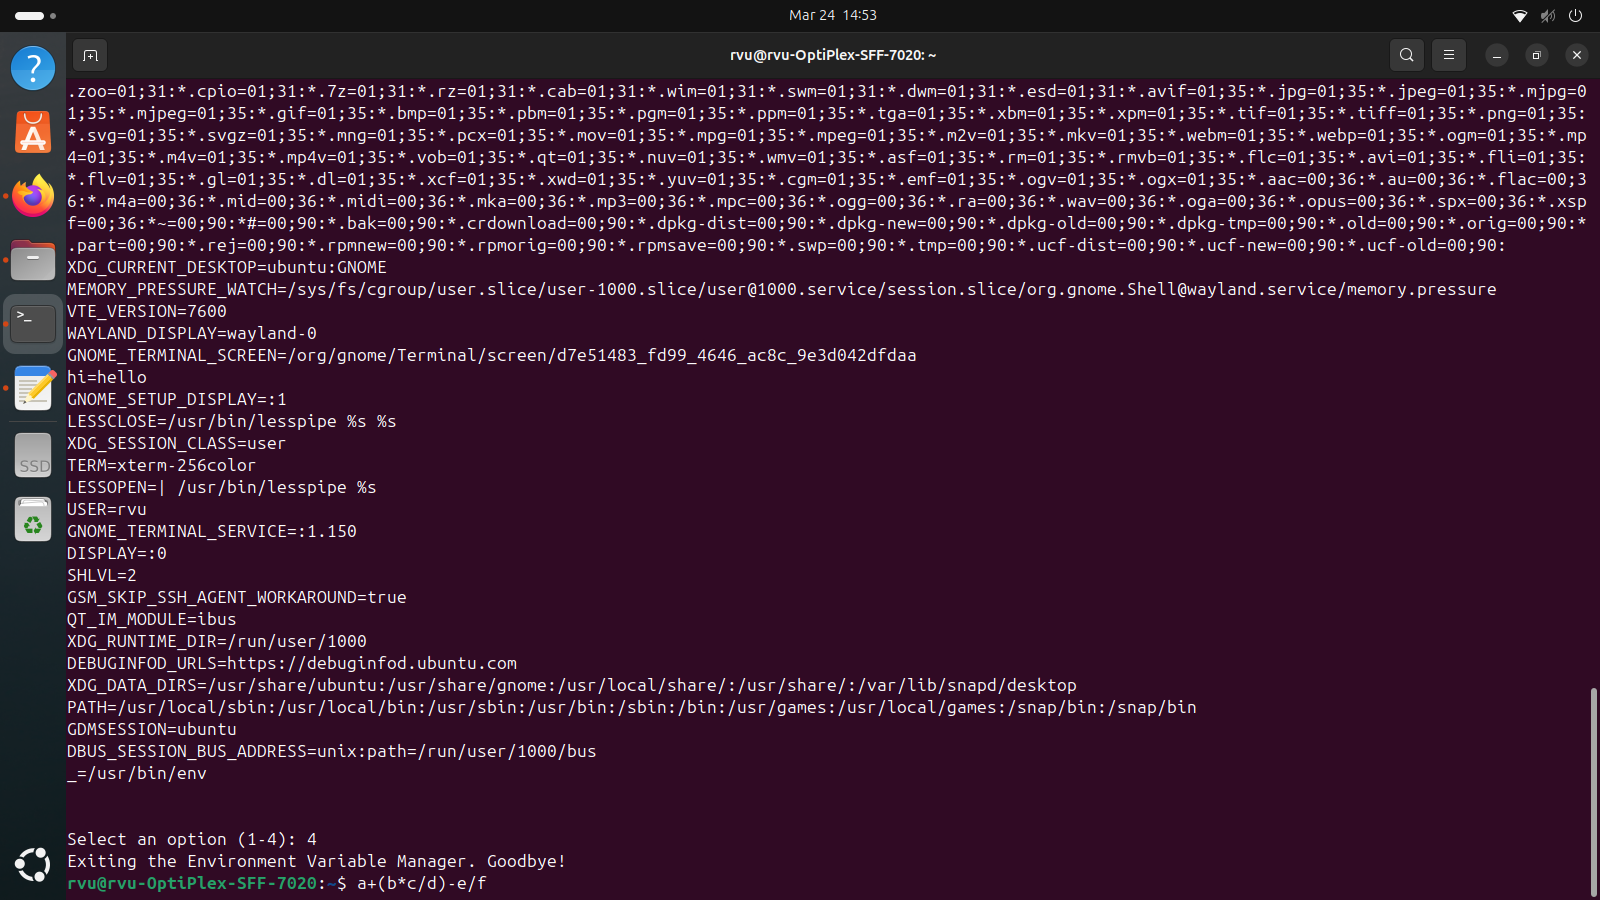 Mar 24 14:53
rvu@rvu-OptiPlex-SFF-7020: ~
.zoo=01;31:*.cpio=01;31:*.7z=01;31:*.rz=01;31:*.cab=01;31:*.wim=01;31:*.swm=01;31:*.dwm=01;31:*.esd=01;31:*.avif=01;35:*.jpg=01;35:*.jpeg=01;35:*.mjpg=0
1;35:*.mjpeg=01;35:*.gif=01;35:*.bmp=01;35:*.pbm=01;35:*.pgm=01;35:*.ppm=01;35:*.tga=01;35:*.xbm=01;35:*.xpm=01;35:*.tif=01;35:*.tiff=01;35:*.png=01;35:
*.svg=01;35:*.svgz=01;35:*.mng=01;35:*.pcx=01;35:*.mov=01;35:*.mpg=01;35:*.mpeg=01;35:*.m2v=01;35:*.mkv=01;35:*.webm=01;35:*.webp=01;35:*.ogm=01;35:*.mp
4=01;35:*.m4v=01;35:*.mp4v=01;35:*.vob=01;35:*.qt=01;35:*.nuv=01;35:*.wmv=01;35:*.asf=01;35:*.rm=01;35:*.rmvb=01;35:*.flc=01;35:*.avi=01;35:*.fli=01;35:
*.flv=01;35:*.gl=01;35:*.dl=01;35:*.xcf=01;35:*.xwd=01;35:*.yuv=01;35:*.cgm=01;35:*.emf=01;35:*.ogv=01;35:*.ogx=01;35:*.aac=00;36:*.au=00;36:*.flac=00;3
6:*.m4a=00;36:*.mid=00;36:*.midi=00;36:*.mka=00;36:*.mp3=00;36:*.mpc=00;36:*.ogg=00;36:*.ra=00;36:*.wav=00;36:*.oga=00;36:*.opus=00;36:*.spx=00;36:*.xsp
f=00;36:*~=00;90:*#=00;90:*.bak=00;90:*.crdownload=00;90:*.dpkg-dist=00;90:*.dpkg-new=00;90:*.dpkg-old=00;90:*.dpkg-tmp=00;90:*.old=00;90:*.orig=00;90:*
.part=00;90:*.rej=00;90:*.rpmnew=00;90:*.rpmorig=00;90:*.rpmsave=00;90:*.swp=00;90:*.tmp=00;90:*.ucf-dist=00;90:*.ucf-new=00;90:*.ucf-old=00;90:
XDG_CURRENT_DESKTOP=ubuntu:GNOME
MEMORY_PRESSURE_WATCH=/sys/fs/cgroup/user.slice/user-1000.slice/user@1000.service/session.slice/org.gnome.Shell@wayland.service/memory.pressure
VTE_VERSION=7600
WAYLAND_DISPLAY=wayland-0
GNOME_TERMINAL_SCREEN=/org/gnome/Terminal/screen/d7e51483_fd99_4646_ac8c_9e3d042dfdaa
hi=hello
GNOME_SETUP_DISPLAY=:1
LESSCLOSE=/usr/bin/lesspipe %s %s
XDG_SESSION_CLASS=user
TERM=xterm-256color
LESSOPEN=| /usr/bin/lesspipe %s
USER=rvu
GNOME_TERMINAL_SERVICE=:1.150
DISPLAY=:0
SHLVL=2
GSM_SKIP_SSH_AGENT_WORKAROUND=true
QT_IM_MODULE=ibus
XDG_RUNTIME_DIR=/run/user/1000
DEBUGINFOD_URLS=https://debuginfod.ubuntu.com
XDG_DATA_DIRS=/usr/share/ubuntu:/usr/share/gnome:/usr/local/share/:/usr/share/:/var/lib/snapd/desktop
PATH=/usr/local/sbin:/usr/local/bin:/usr/sbin:/usr/bin:/sbin:/bin:/usr/games:/usr/local/games:/snap/bin:/snap/bin
GDMSESSION=ubuntu
DBUS_SESSION_BUS_ADDRESS=unix:path=/run/user/1000/bus
_=/usr/bin/env
SSD
Select an option (1-4): 4
Exiting the Environment Variable Manager. Goodbye!
rvu@rvu-OptiPlex-SFF-7020:~$ a+(b*c/d)-e/f